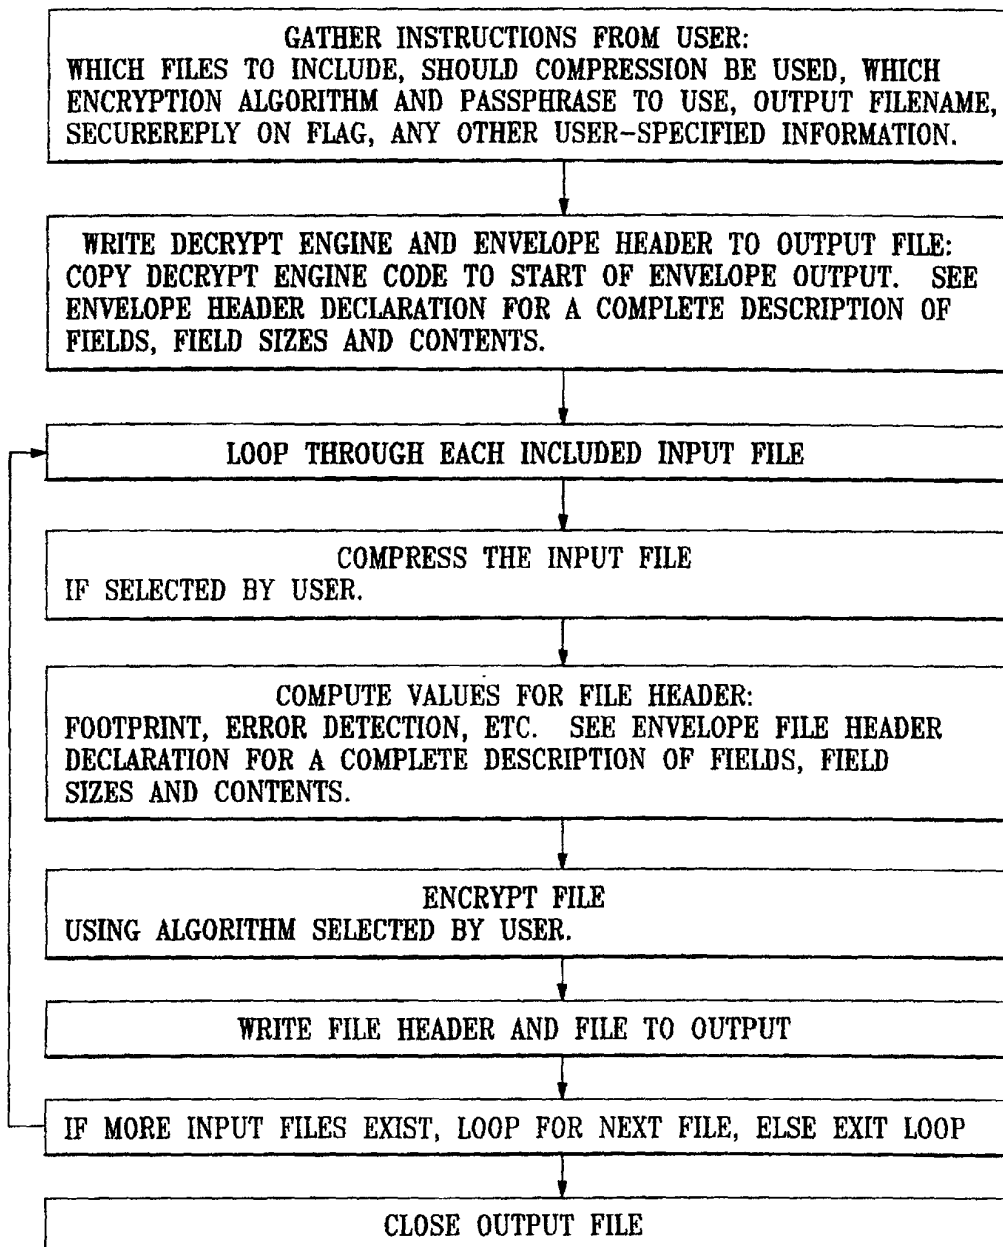 GATHER INSTRUCTIONS FROM USER:
WHICH FILES TO INCLUDE, SHOULD COMPRESSION BE USED, WHICH
ENCRYPTION ALGORITHM AND PASSPHRASE TO USE, OUTPUT FILENAME,
SECUREREPLY ON FLAG, ANY OTHER USER-SPECIFIED INFORMATION.
WRITE DECRYPT ENGINE AND ENVELOPE HEADER TO OUTPUT FILE:
COPY DECRYPT ENGINE CODE TO START OF ENVELOPE OUTPUT. SEE
ENVELOPE HEADER DECLARATION FOR A COMPLETE DESCRIPTION OF
FIELDS, FIELD SIZES AND CONTENTS.
LOOP THROUGH EACH INCLUDED INPUT FILE
COMPRESS THE INPUT FILE
IF SELECTED BY USER.
COMPUTE VALUES FOR FILE HEADER:
FOOTPRINT, ERROR DETECTION, ETC. SEE ENVELOPE FILE HEADER
DECLARATION FOR A COMPLETE DESCRIPTION OF FIELDS, FIELD
SIZES AND CONTENTS.
ENCRYPT FILE
USING ALGORITHM SELECTED BY USER.
WRITE FILE HEADER AND FILE TO OUTPUT
IF MORE INPUT FILES EXIST, LOOP FOR NEXT FILE, ELSE EXIT LOOP
CLOSE OUTPUT FILE